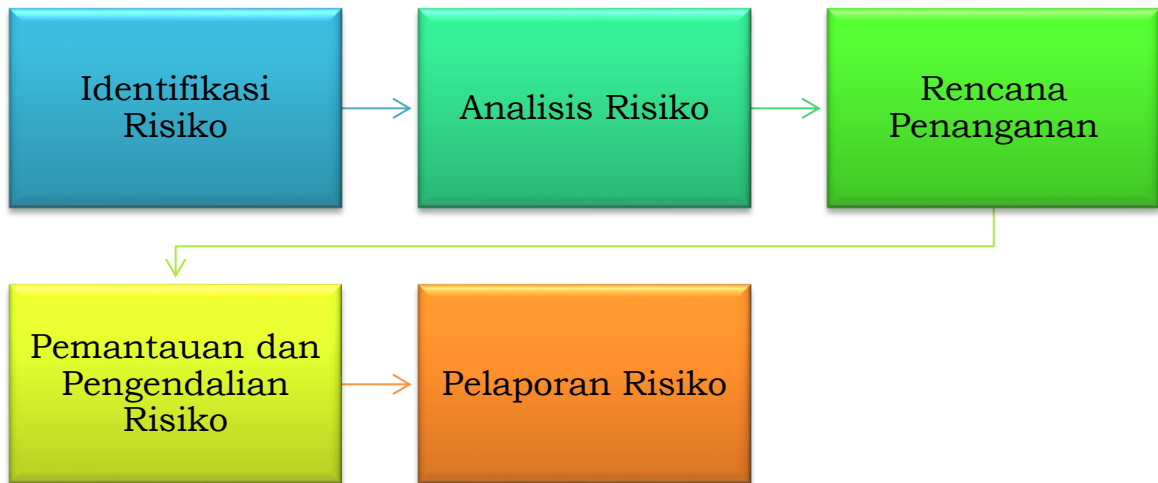 Identifikasi
Risiko
Analisis Risiko
Rencana
Penanganan
Pemantauan dan
Pengendalian
Risiko
Pelaporan Risiko